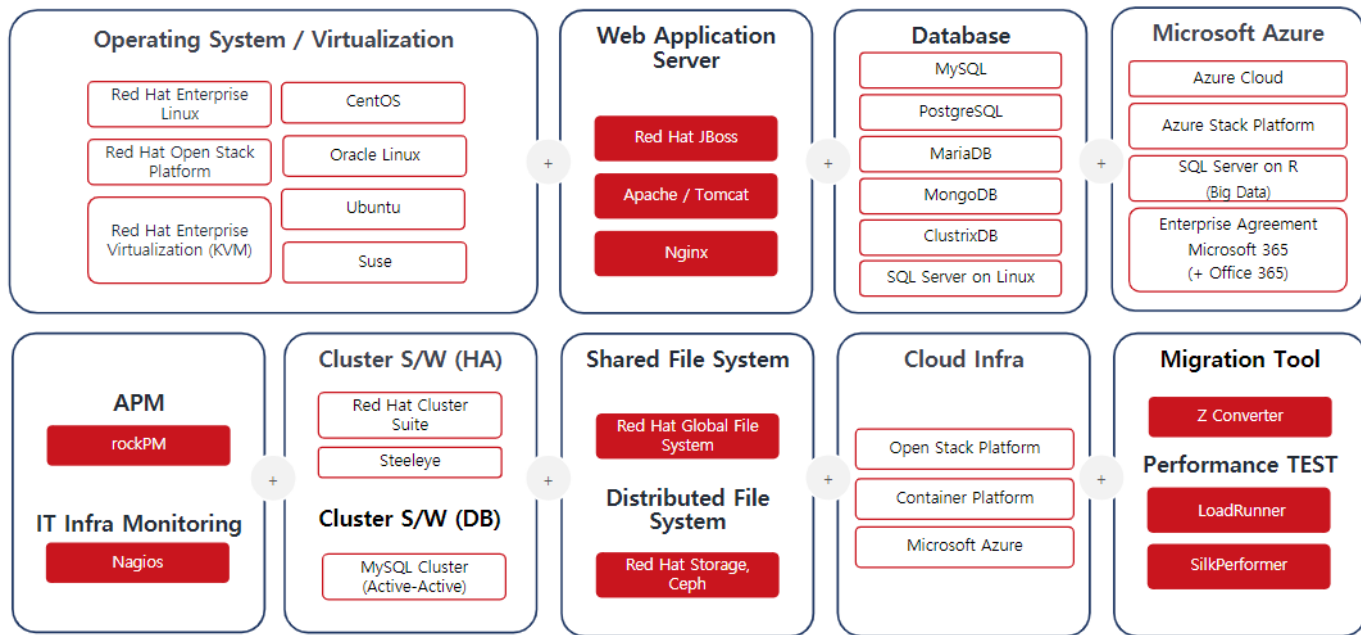 Operating System / Virtualization
Red Hat Enterprise
Linux
Red Hat Open Stack
Platform
Red Hat Enterprise
Virtualization (KVM)
CentOS
Oracle Linux
Ubuntu
Suse
+
Web Application
Server
Red Hat JBoss
Apache / Tomcat
Nginx
+
Database
MySQL
PostgreSQL
MariaDB
MongoDB
ClustrixDB
SQL Server on Linux
+
Microsoft Azure
Azure Cloud
Azure Stack Platform
SQL Server on R
(Big Data)
Enterprise Agreement
Microsoft 365
(+ Office 365)
APM
rockPM
IT Infra Monitoring
Nagios
+
Cluster S/W (HA)
Red Hat Cluster
Suite
Steeleye
Cluster S/W (DB)
MySQL Cluster
(Active-Active)
+
Shared File System
Red Hat Global File
System
Distributed File
System
Red Hat Storage,
Ceph
+
Cloud Infra
Open Stack Platform
Container Platform
Microsoft Azure
+
Migration Tool
Z Converter
Performance TEST
LoadRunner
SilkPerformer